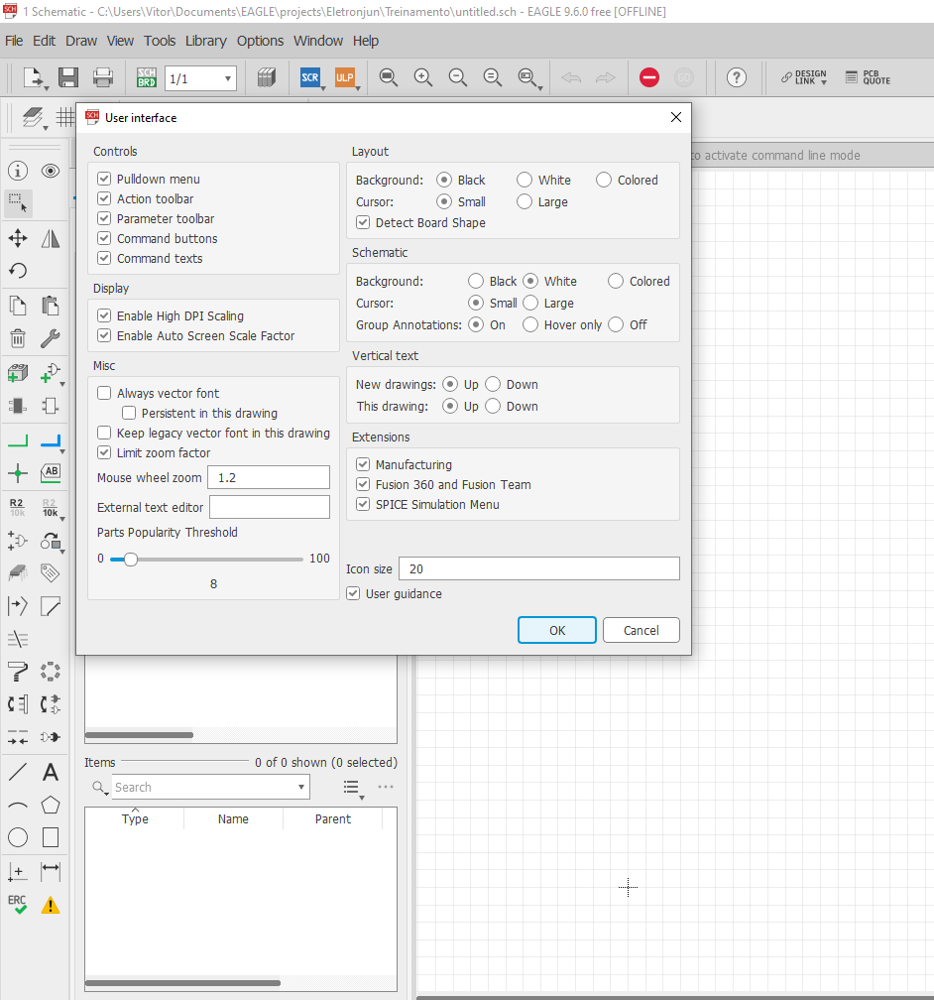 1 Schematic - C:\Users\Vitor\Documents\EAGLE\projects\Eletronjun\Treinamento\untitled.sch - EAGLE 9.6.0 free [OFFLINE]
File Edit Draw View Tools Library Options Window Help
SCH BRD 1/1 SCR ULP DESIGN LINK PCB QUOTE
User interface
to activate command line mode
Controls
Pulldown menu
Action toolbar
Parameter toolbar
Command buttons
Command texts
Display
Enable High DPI Scaling
Enable Auto Screen Scale Factor
Misc
Always vector font
Persistent in this drawing
Keep legacy vector font in this drawing
Limit zoom factor
Mouse wheel zoom 1.2
External text editor
Parts Popularity Threshold
0 100
8
Layout
Background: Black White Colored
Cursor: Small Large
Detect Board Shape
Schematic
Background: Black White Colored
Cursor: Small Large
Group Annotations: On Hover only Off
Vertical text
New drawings: Up Down
This drawing: Up Down
Extensions
Manufacturing
Fusion 360 and Fusion Team
SPICE Simulation Menu
Icon size 20
User guidance
OK Cancel
AB
R2 10k R2 10k
A
ERC
Items 0 of 0 shown (0 selected)
Search
Type Name Parent